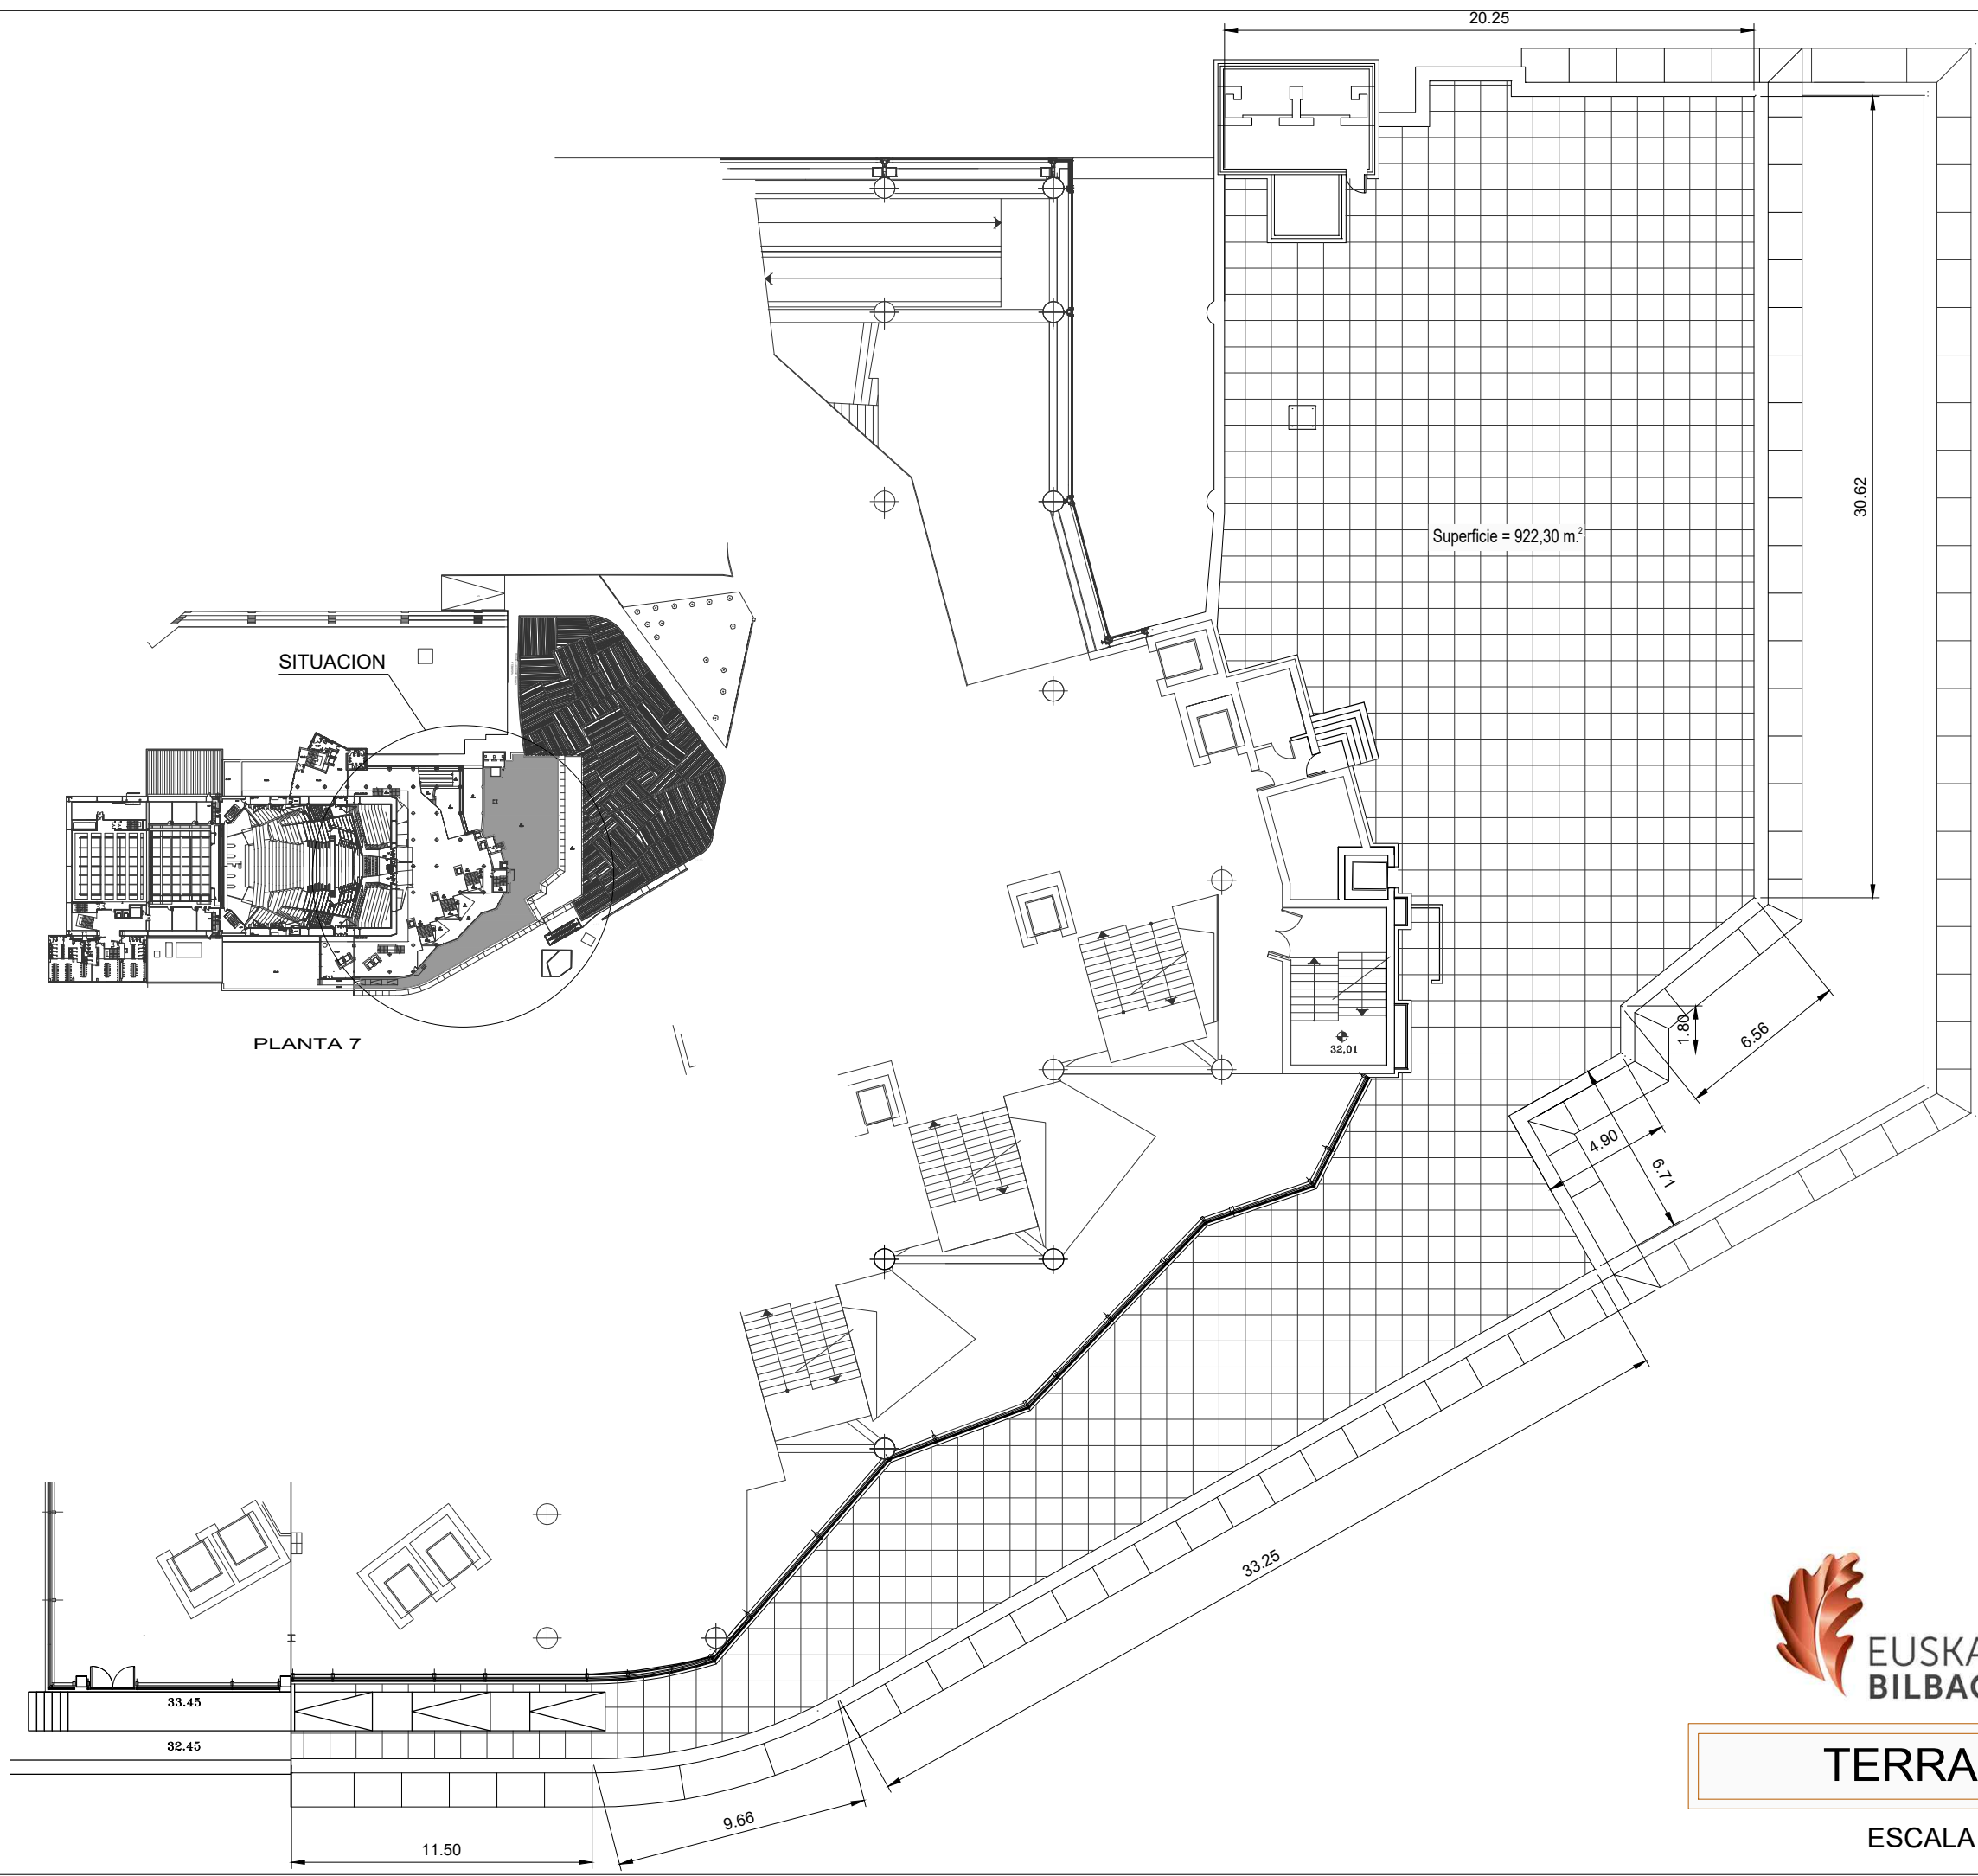 20.25
30.62
Superficie = 922,30 m.²
SITUACION
PLANTA 7
32,01
1.80
6.56
4.90
6.71
33.25
33.45
32.45
9.66
11.50
EUSKA
BILBAO
TERRA
ESCALA